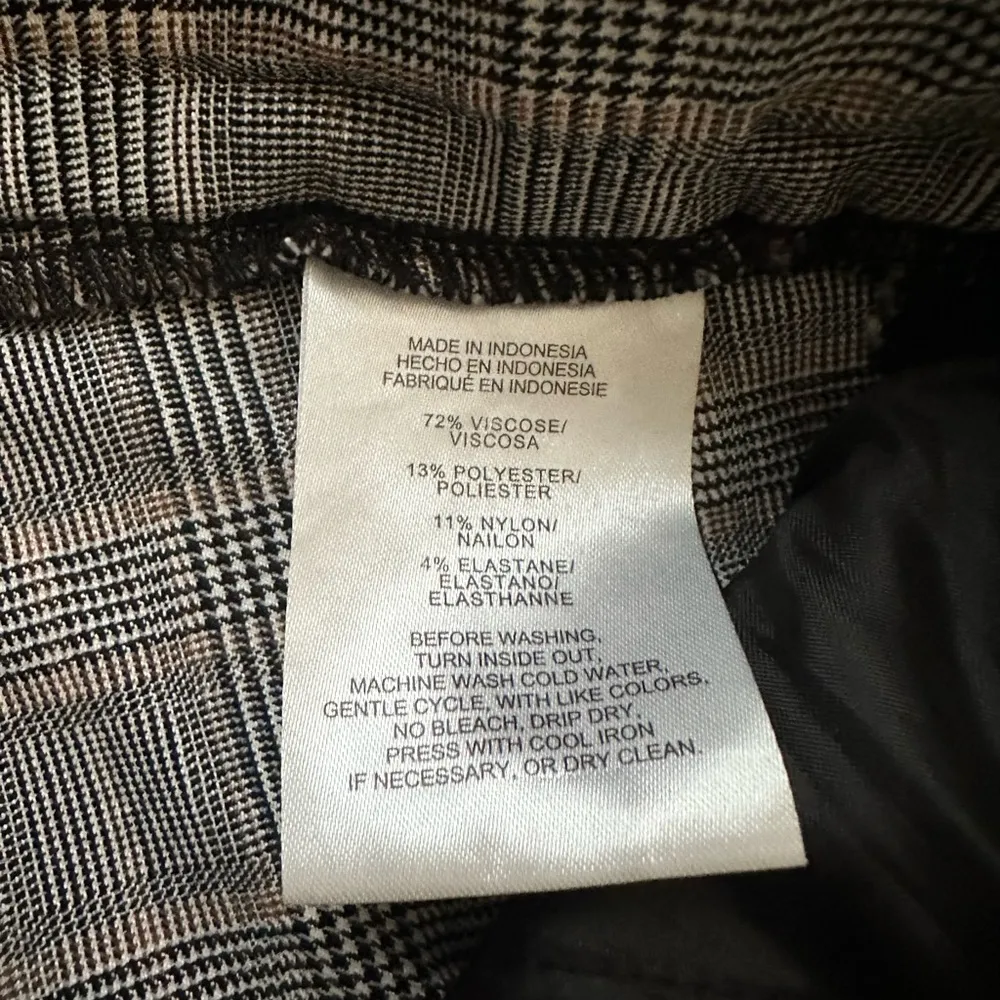 MADE IN INDONESIA
HECHO EN INDONESIA
FABRIQUÉ EN INDONESIE
72% VISCOSE/
VISCOSA
13% POLYESTER/
POLIESTER
11% NYLON/
NAILON
4% ELASTANE/
ELASTANO/
ELASTHANNE
BEFORE WASHING,
TURN INSIDE OUT,
MACHINE WASH COLD WATER,
GENTLE CYCLE, WITH LIKE COLORS,
NO BLEACH, DRIP DRY,
PRESS WITH COOL IRON
IF NECESSARY, OR DRY CLEAN.